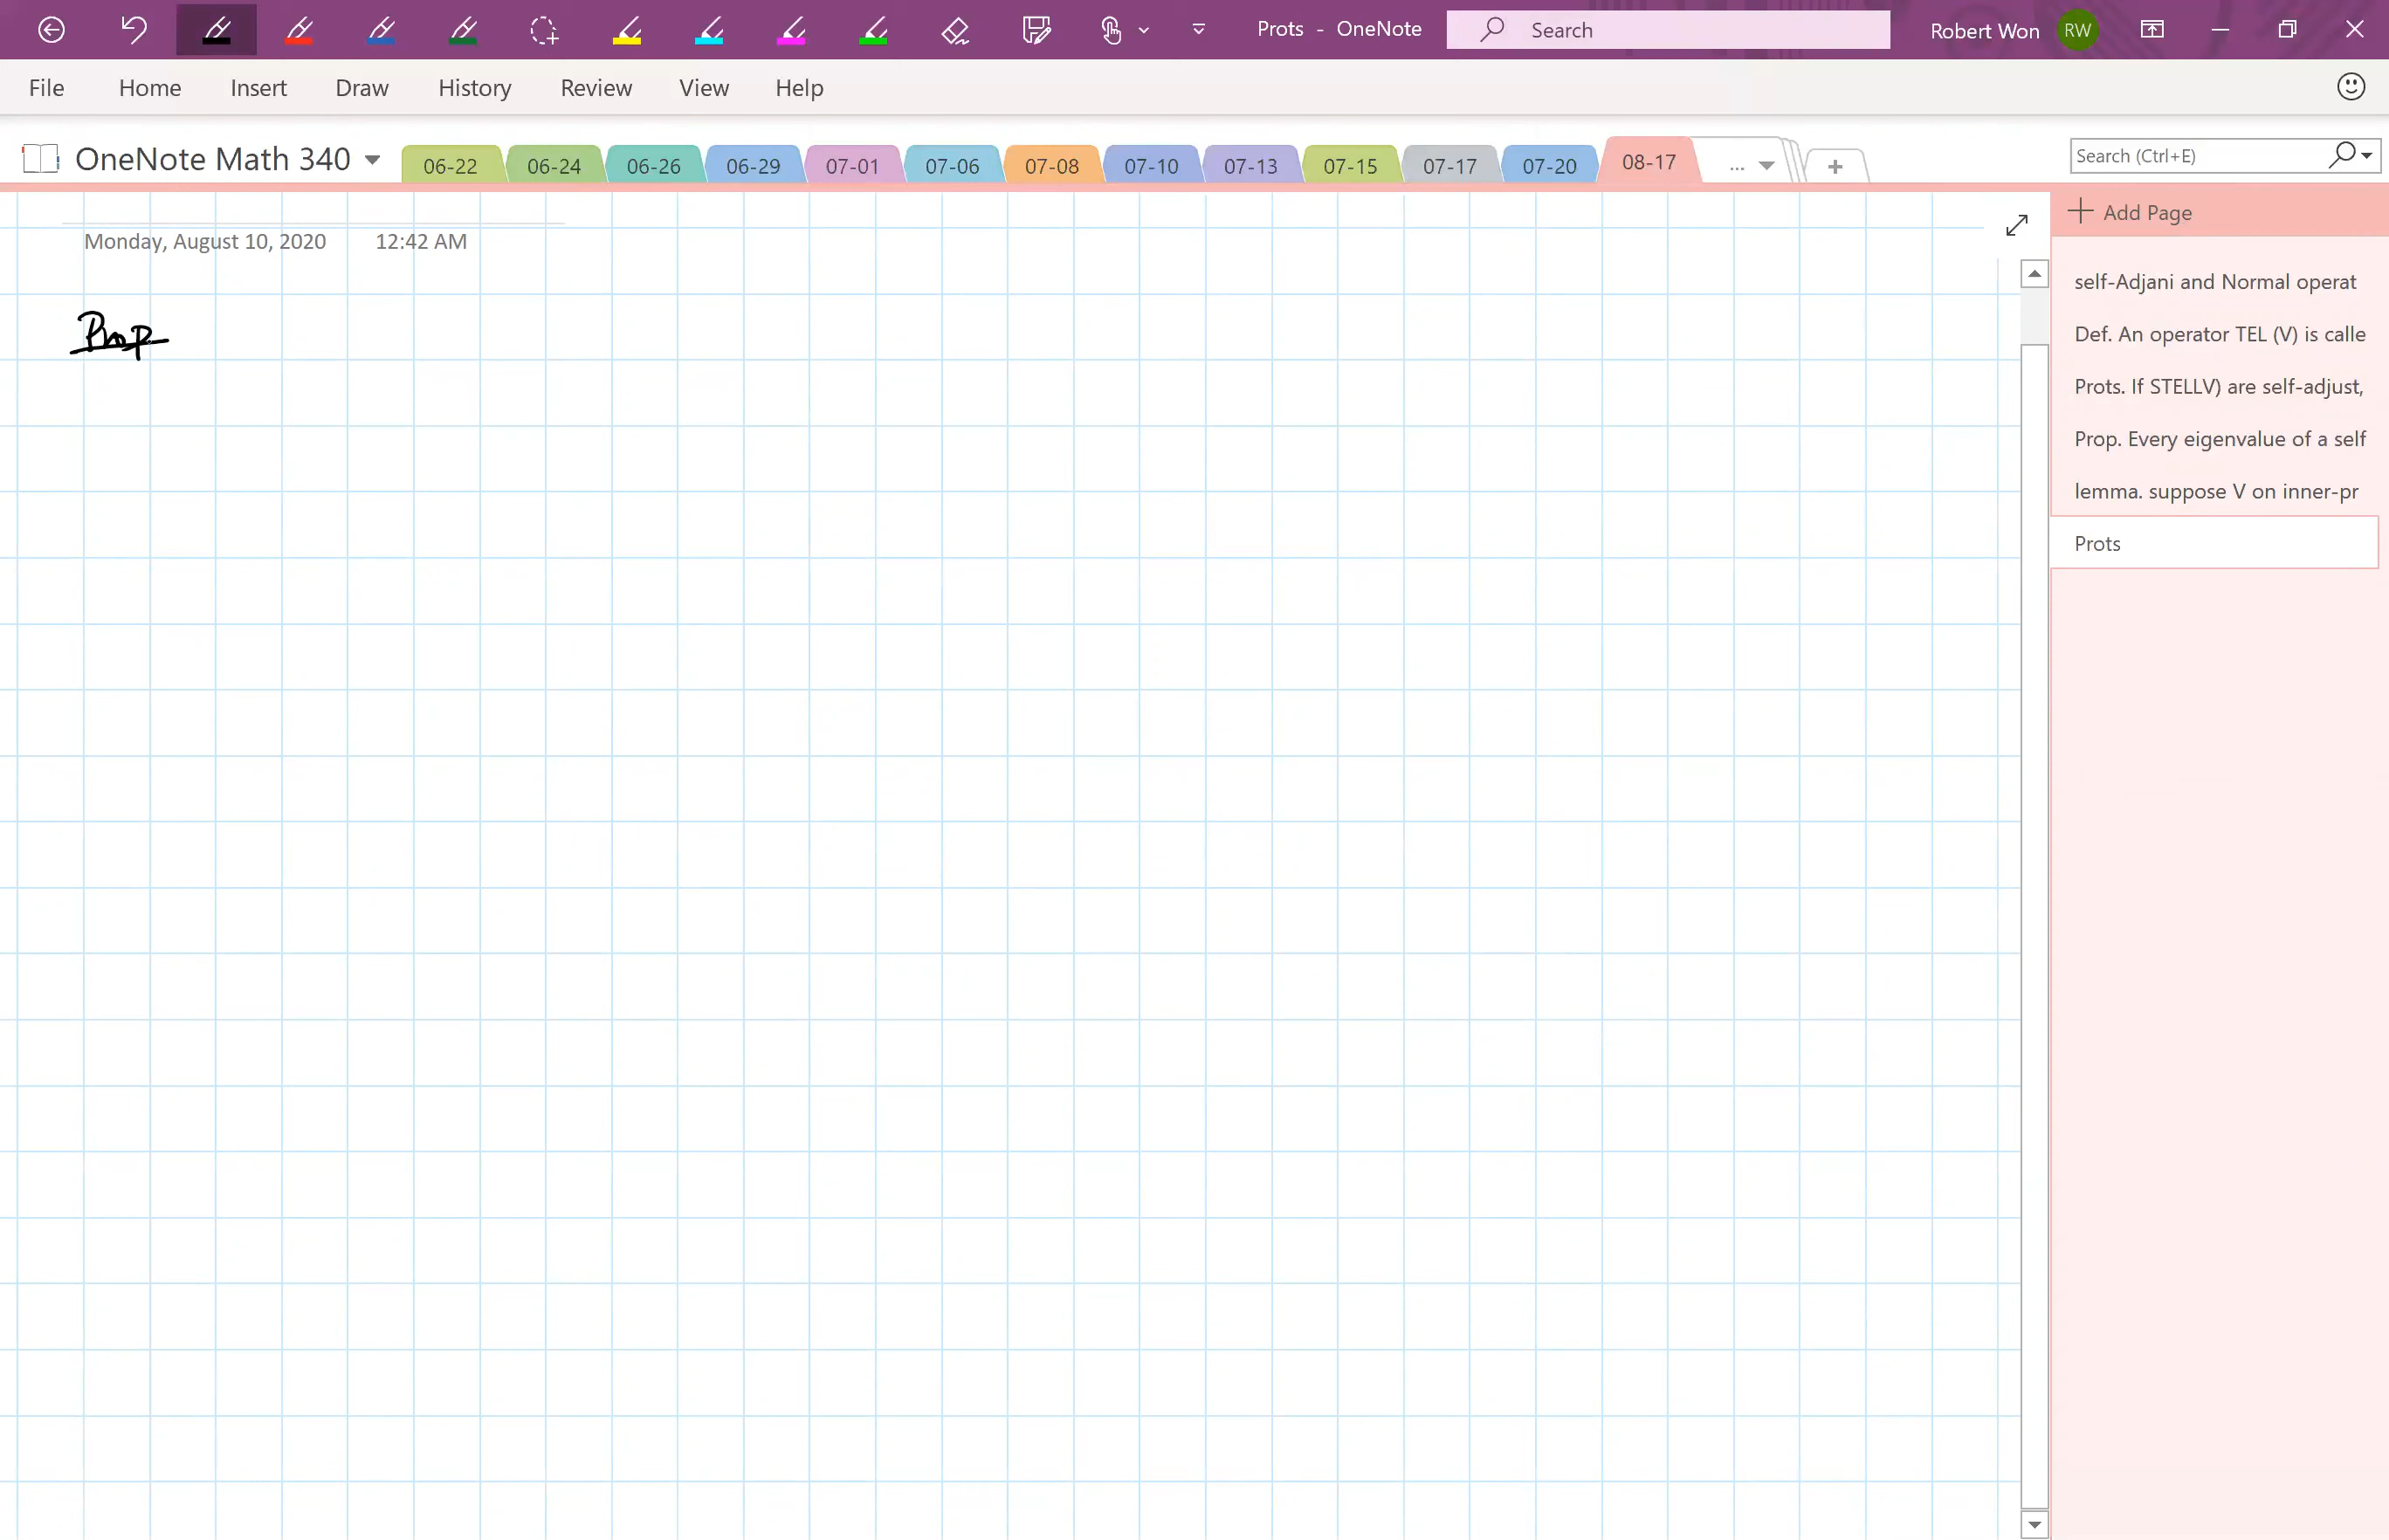 Prots - OneNote
Search
Robert Won
RW
File Home Insert Draw History Review View Help
OneNote Math 340
06-22 06-24 06-26 06-29 07-01 07-06 07-08 07-10 07-13 07-15 07-17 07-20 08-17 ...
Search (Ctrl+E)
Monday, August 10, 2020 12:42 AM
Prop
Add Page
self-Adjani and Normal operat
Def. An operator TEL (V) is calle
Prots. If STELLV) are self-adjust,
Prop. Every eigenvalue of a self
lemma. suppose V on inner-pr
Prots